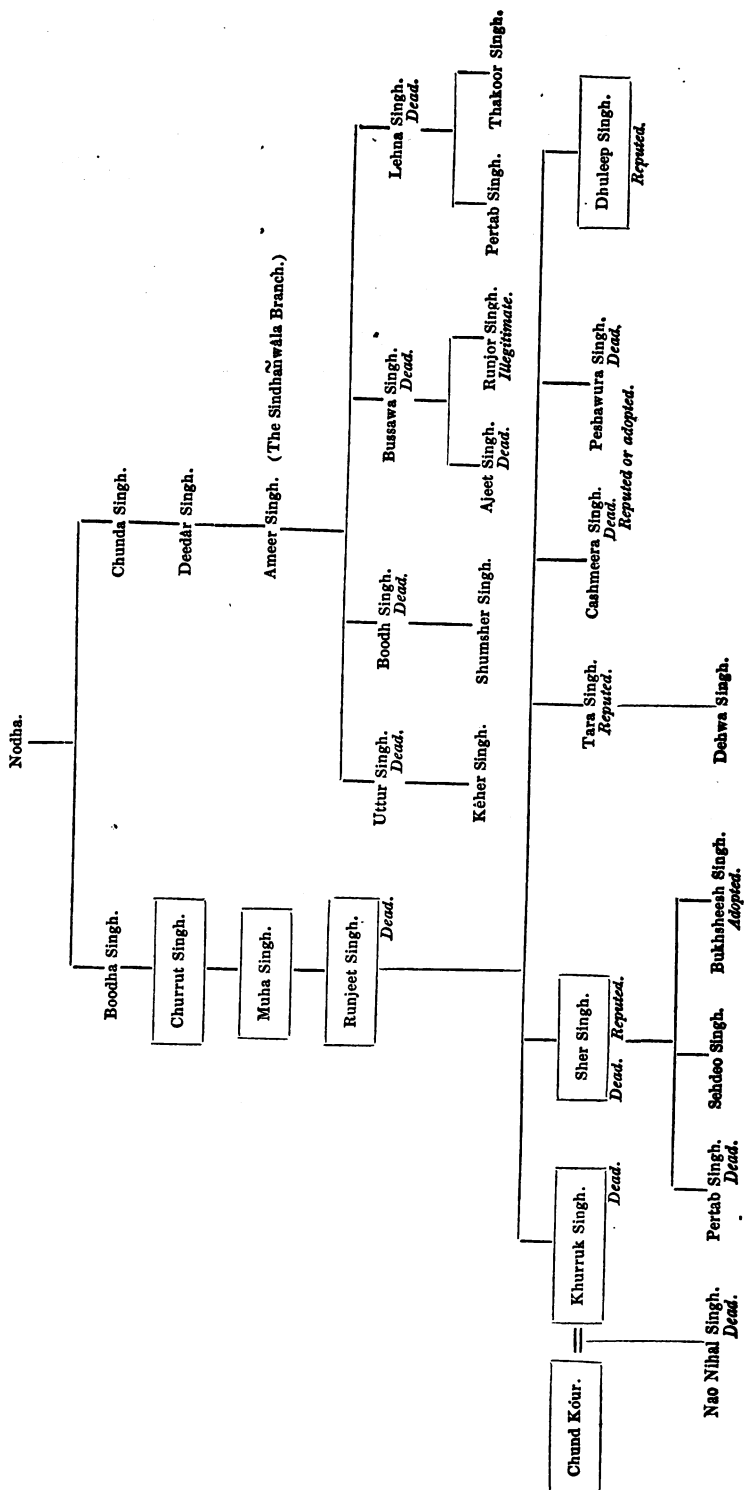 Nodha.
Boodha Singh. Chunda Singh.
Churrut Singh. Deedár Singh.
Muha Singh. Ameer Singh. (The Sindhañwâla Branch.)
Runjeet Singh.
Dead.
Uttur Singh. Boodh Singh. Bussawa Singh. Lehna Singh.
Dead. Dead. Dead. Dead.
Kèher Singh. Shumsher Singh. Ajeet Singh. Runjor Singh. Pertab Singh. Thakoor Singh.
Dead. Illegitimate.
Chund Kóur. = Khurruk Singh. Sher Singh. Tara Singh. Cashmeera Singh. Peshawura Singh. Dhuleep Singh.
Dead. Dead. Reputed. Reputed. Dead. Dead. Reputed.
Reputed or adopted.
Nao Nihal Singh. Pertab Singh. Sehdeo Singh. Bukhsheesh Singh. Dehwa Singh.
Dead. Dead. Adopted.